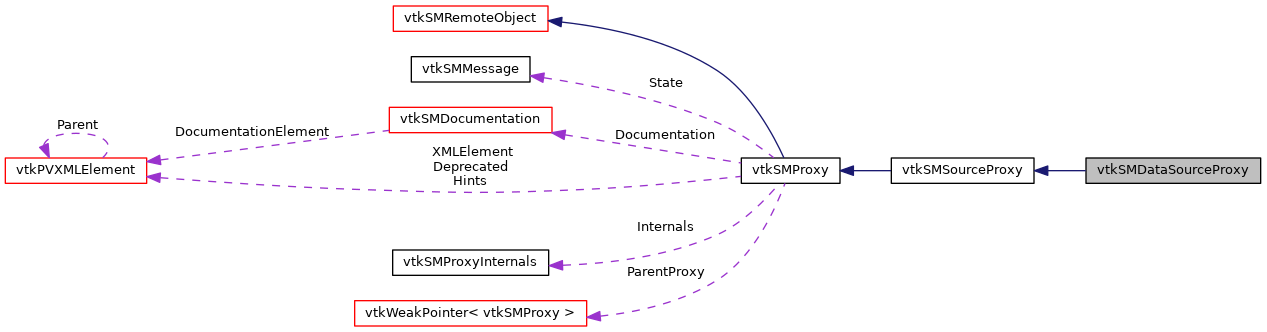 vtkSMRemoteObject
vtkSMMessage
State
Parent
DocumentationElement
vtkSMDocumentation
Documentation
vtkPVXMLElement
XMLElement
Deprecated
Hints
vtkSMProxy
vtkSMSourceProxy
vtkSMDataSourceProxy
Internals
vtkSMProxyInternals
ParentProxy
vtkWeakPointer< vtkSMProxy >